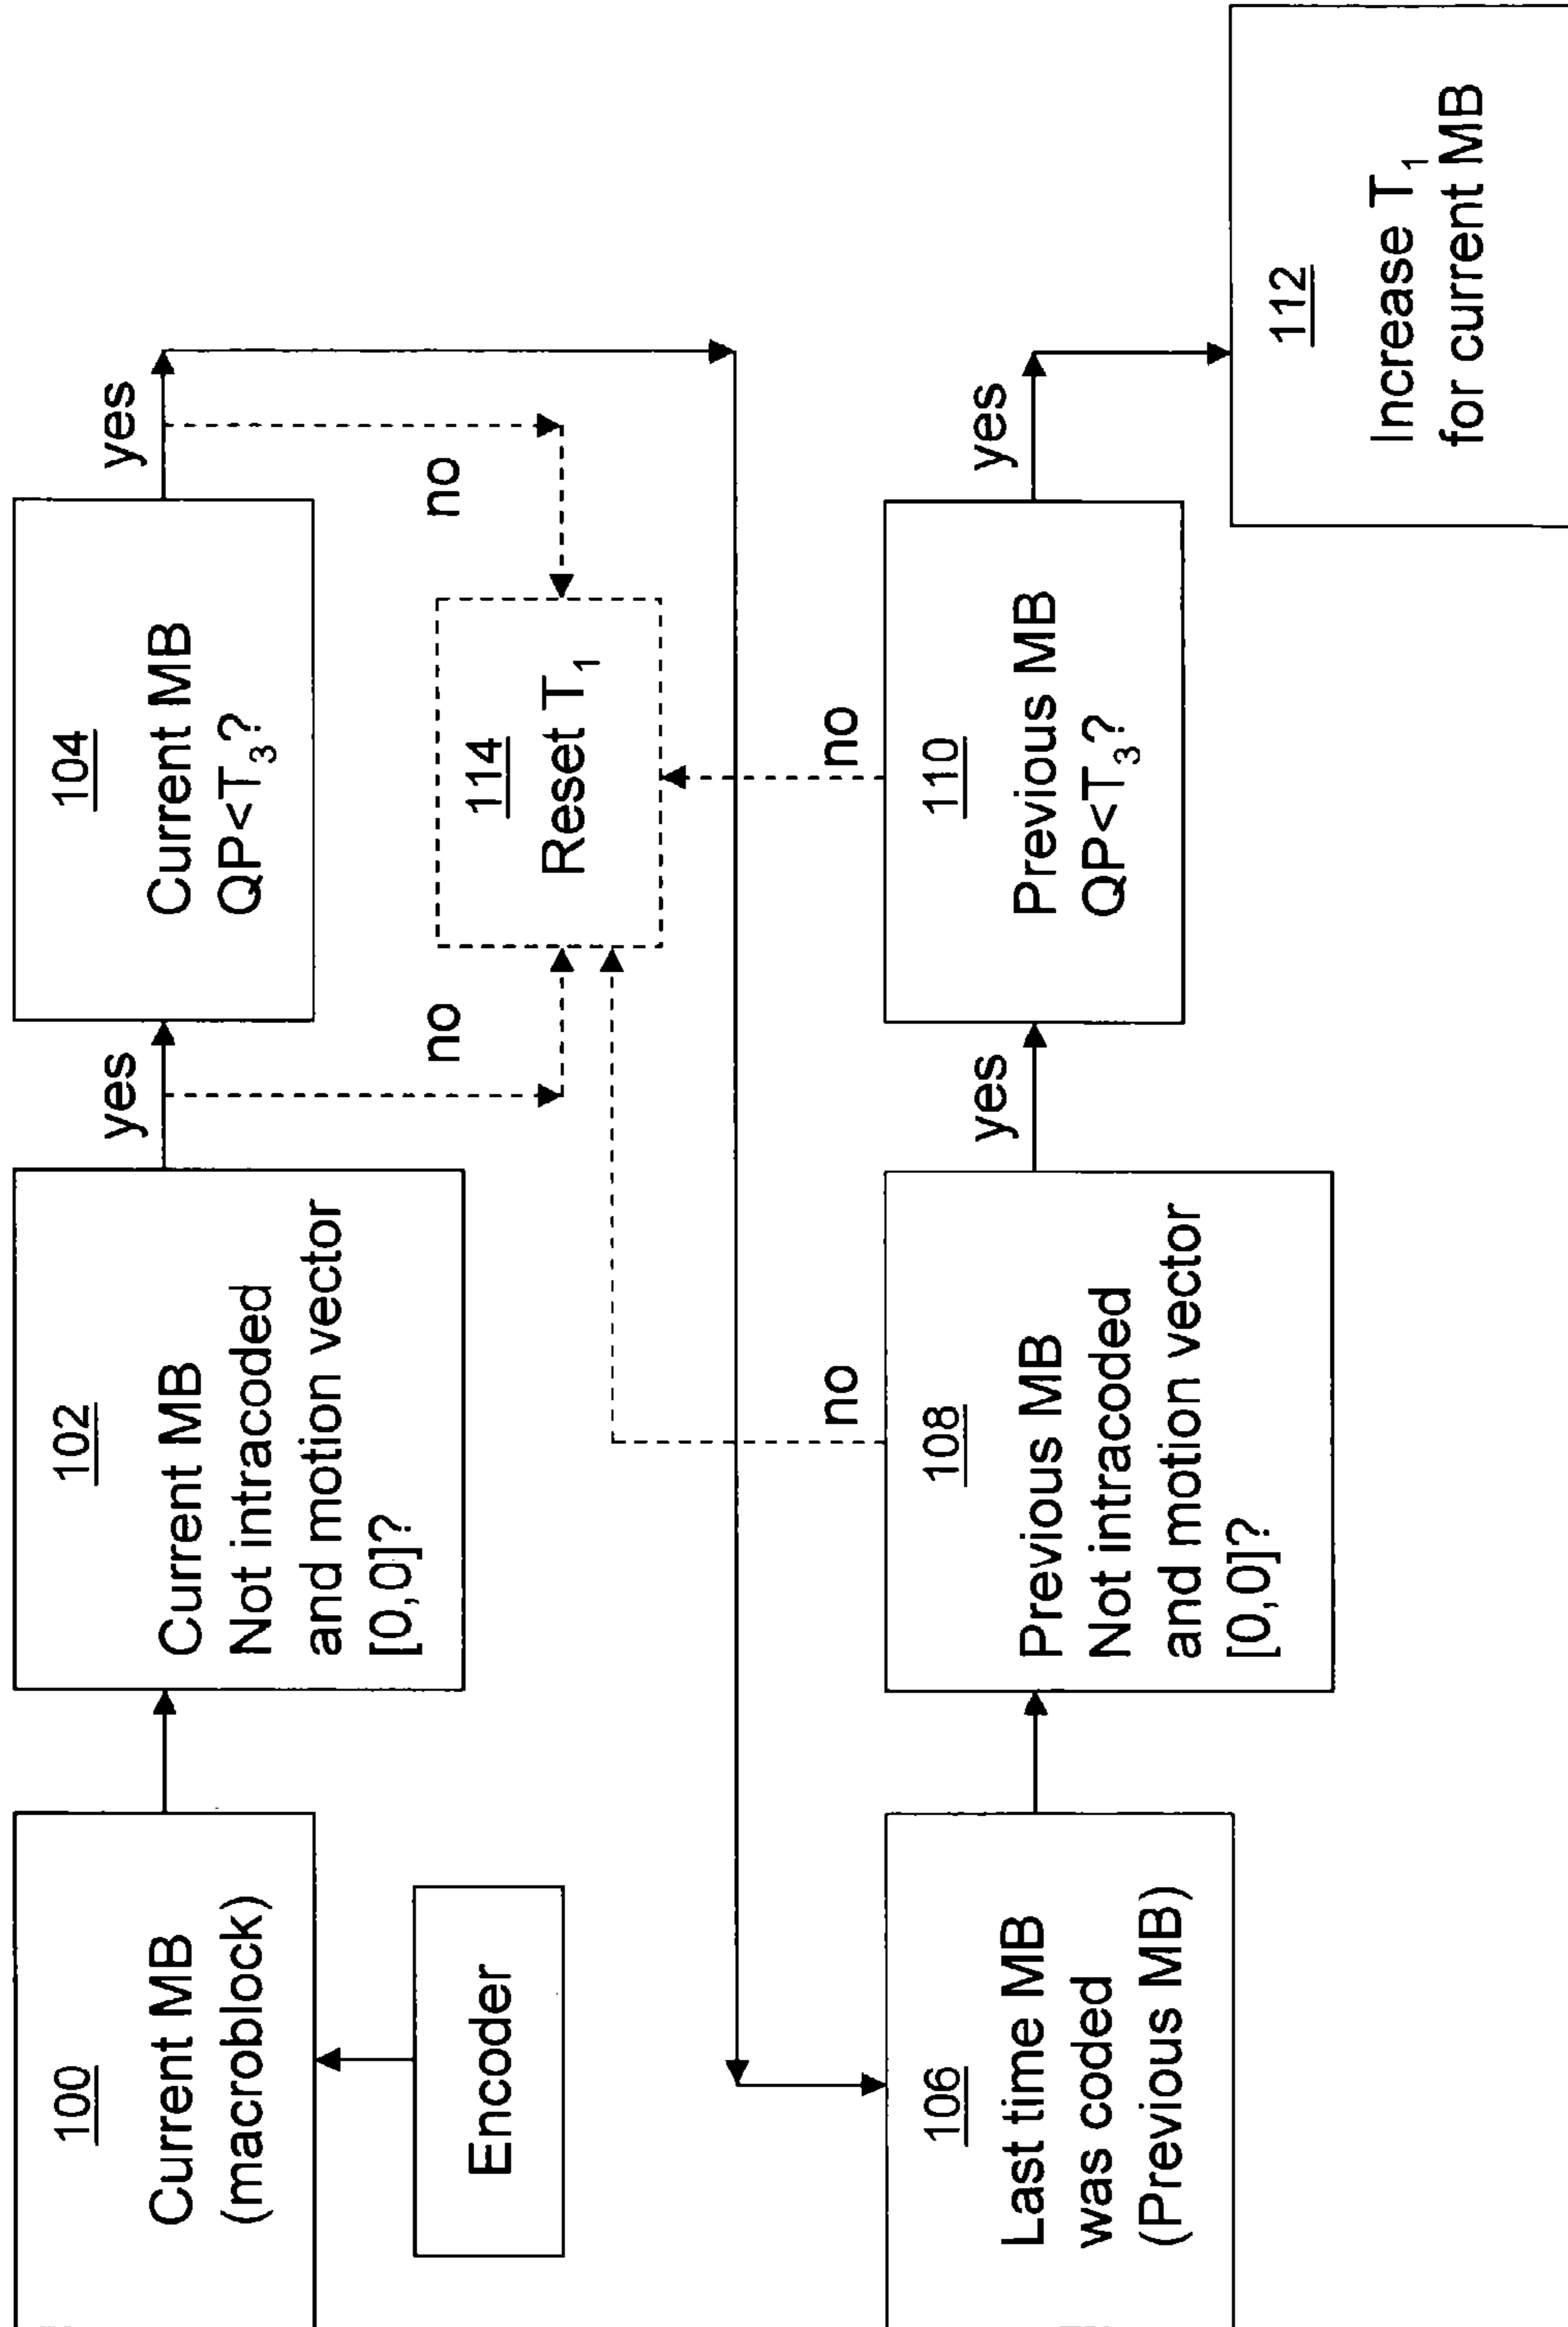 100
Current MB
(macroblock)
Encoder
102
Current MB
Not intracoded
and motion vector
[0,0]?
yes
no
104
Current MB
QP<T₃?
yes
no
114
Reset T₁
106
Last time MB
was coded
(Previous MB)
108
Previous MB
Not intracoded
and motion vector
[0,0]?
no
yes
110
Previous MB
QP<T₃?
no
yes
112
Increase T₁
for current MB